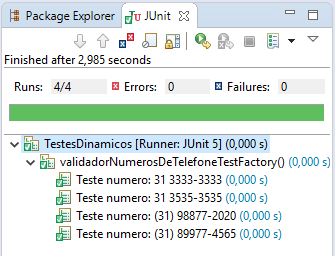 Package Explorer JUnit
Finished after 2,985 seconds
Runs: 4/4 Errors: 0 Failures: 0
TestesDinamicos [Runner: JUnit 5] (0,000 s)
validadorNumerosDeTelefoneTestFactory() (0,000 s)
Teste numero: 31 3333-3333 (0,000 s)
Teste numero: 31 3535-3535 (0,000 s)
Teste numero: (31) 98877-2020 (0,000 s)
Teste numero: (31) 89977-4565 (0,000 s)